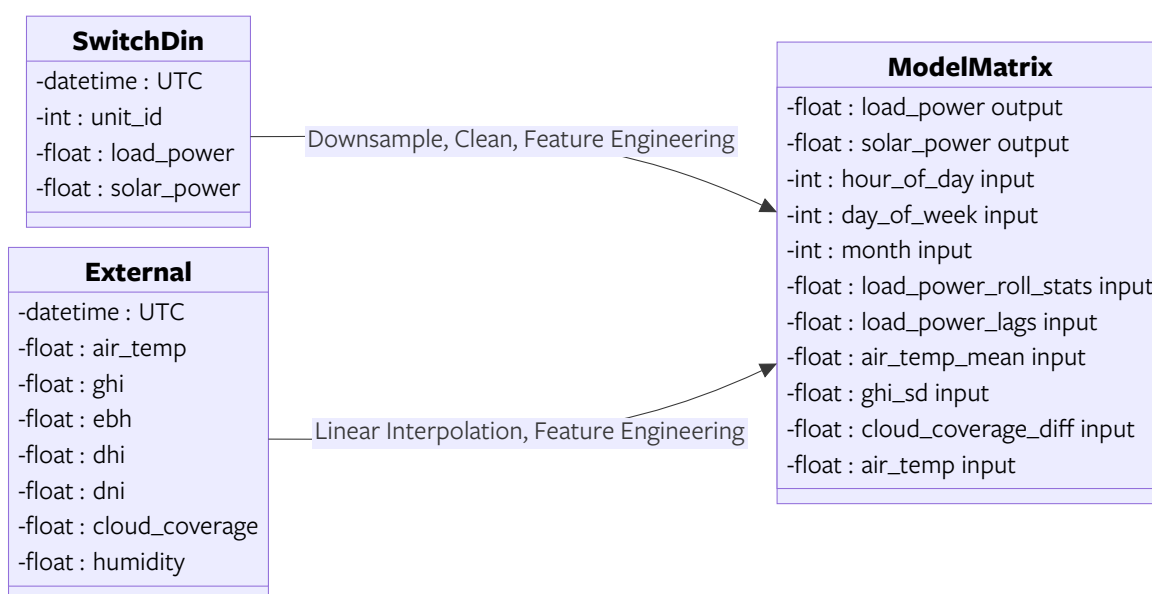 SwitchDin
-datetime : UTC
-int : unit_id
-float : load_power
-float : solar_power
External
-datetime : UTC
-float : air_temp
-float : ghi
-float : ebh
-float : dhi
-float : dni
-float : cloud_coverage
-float : humidity
Downsample, Clean, Feature Engineering
Linear Interpolation, Feature Engineering
ModelMatrix
-float : load_power output
-float : solar_power output
-int : hour_of_day input
-int : day_of_week input
-int : month input
-float : load_power_roll_stats input
-float : load_power_lags input
-float : air_temp_mean input
-float : ghi_sd input
-float : cloud_coverage_diff input
-float : air_temp input